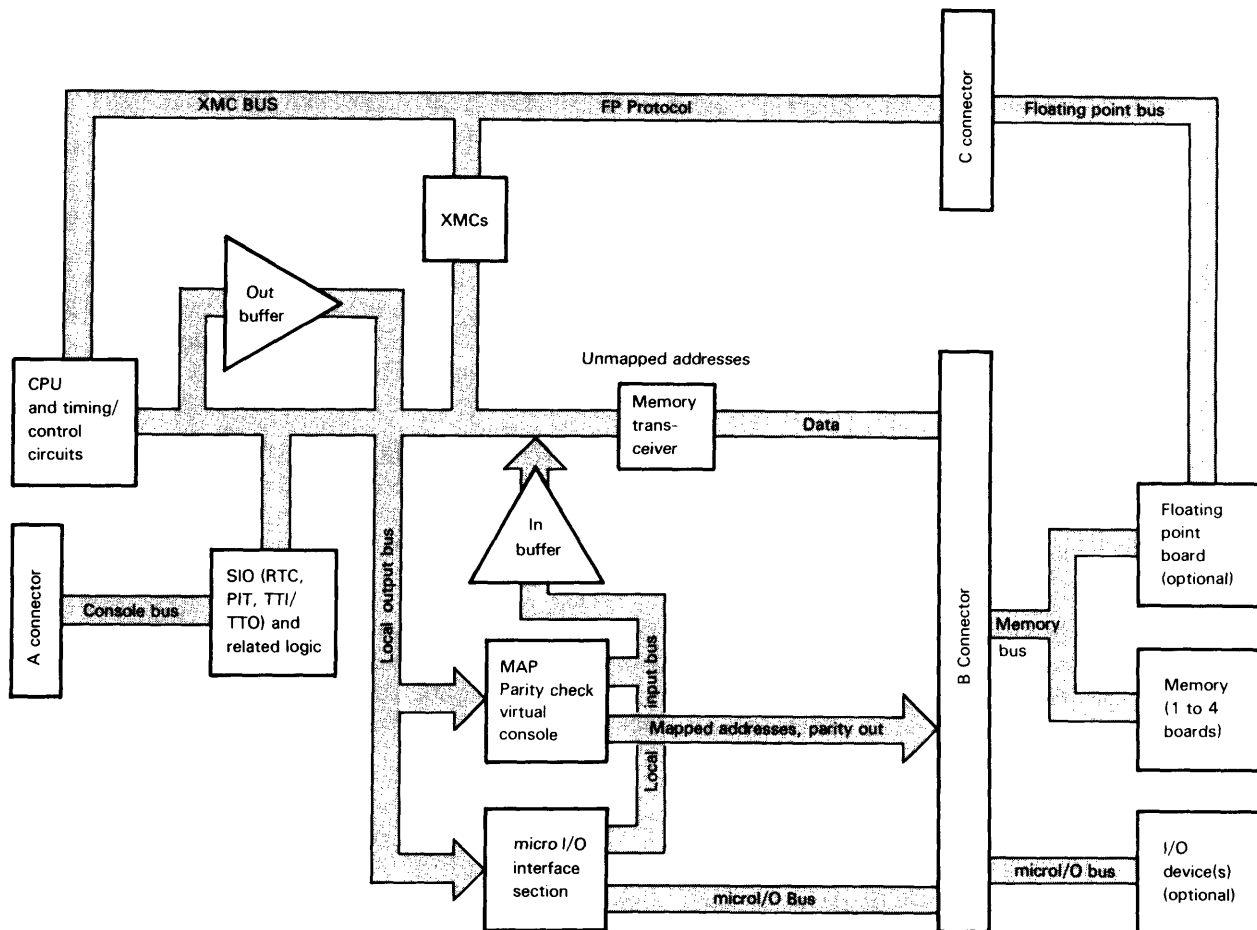 XMC BUS
FP Protocol
C connector
Floating point bus
XMCs
Out
buffer
Unmapped addresses
CPU
and timing/
control
circuits
Memory
trans-
ceiver
Data
In
buffer
Local output bus
A connector
Console bus
SIO (RTC,
PIT, TTI/
TTO) and
related logic
MAP
Parity check
virtual
console
Local input bus
Mapped addresses, parity out
B Connector
Memory
bus
Floating
point
board
(optional)
Memory
(1 to 4
boards)
micro I/O
interface
section
microI/O Bus
microI/O bus
I/O
device(s)
(optional)